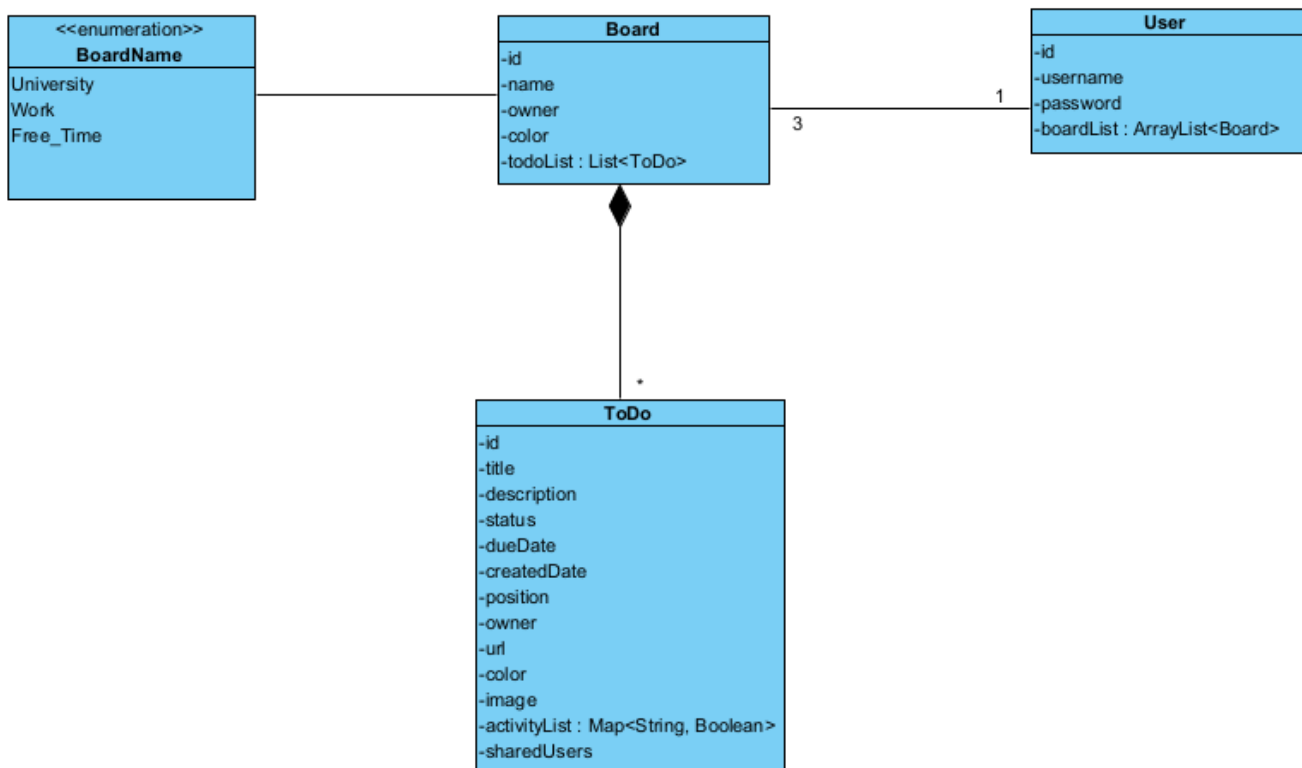 <<enumeration>>
BoardName
University
Work
Free_Time
Board
-id
-name
-owner
-color
-todoList : List<ToDo>
User
-id
-username
-password
-boardList : ArrayList<Board>
1
3
*
ToDo
-id
-title
-description
-status
-dueDate
-createdDate
-position
-owner
-url
-color
-image
-activityList : Map<String, Boolean>
-sharedUsers